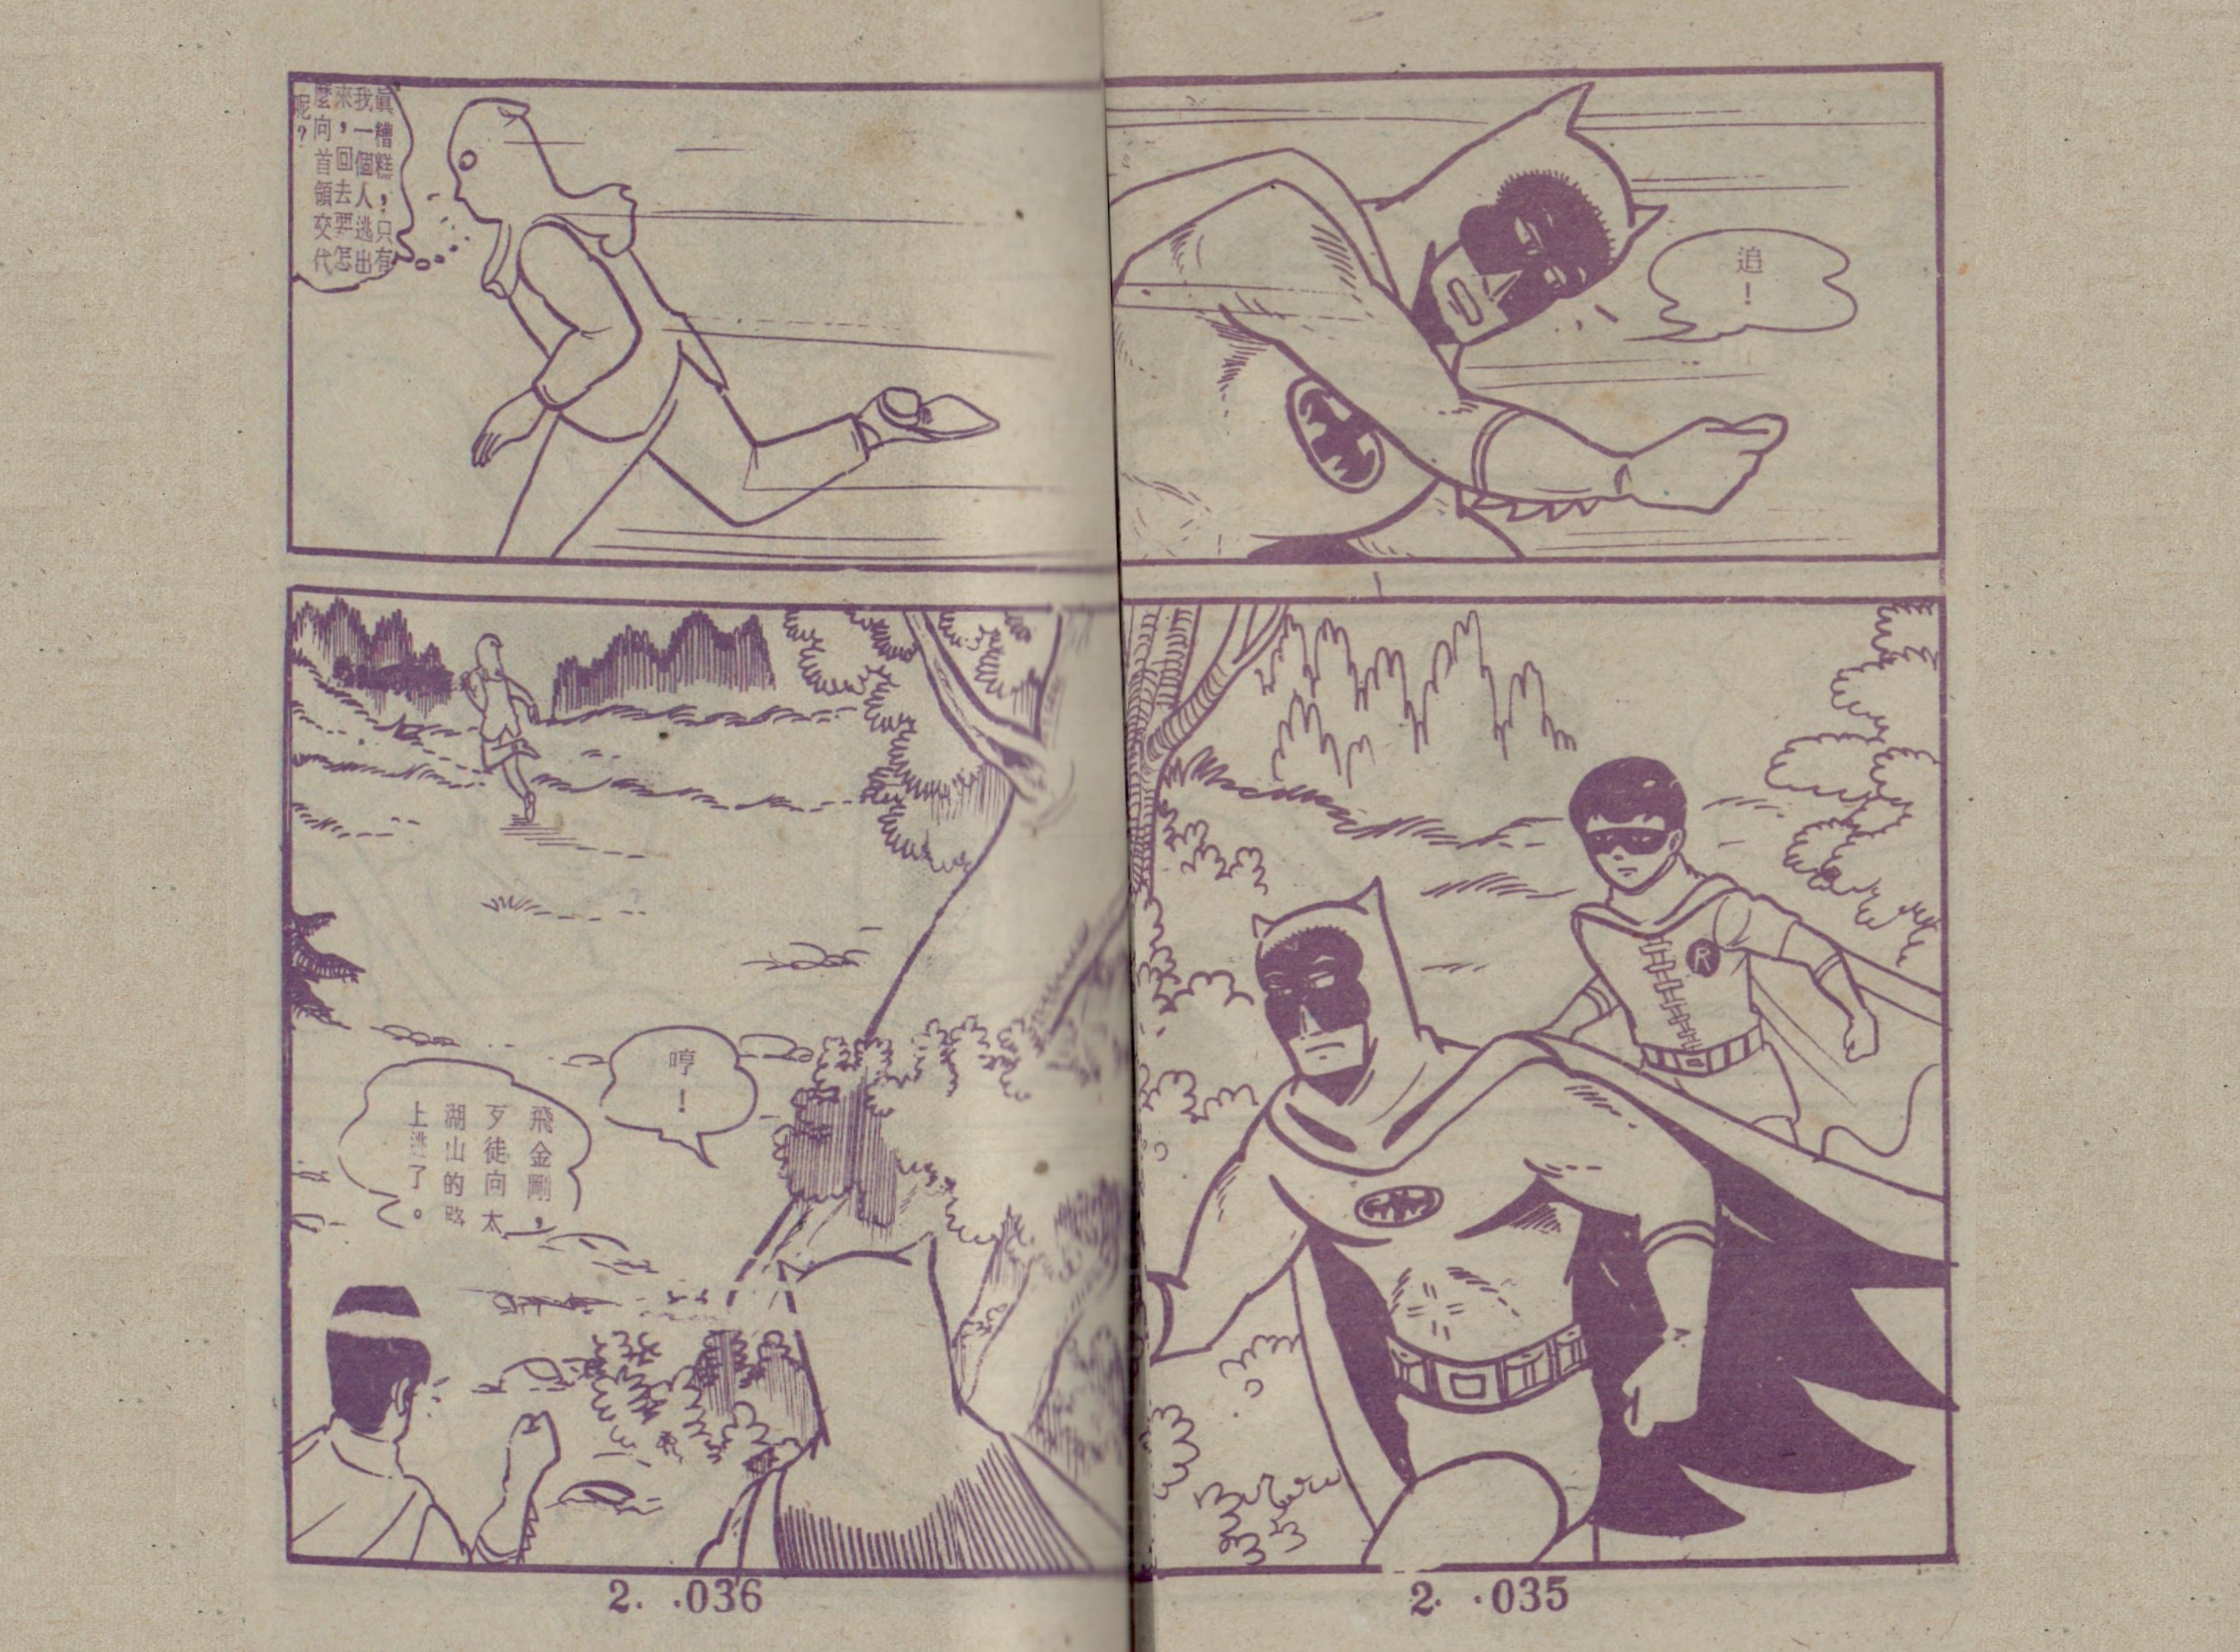 追!
R
2. .035
眞糟糕,只有
我一個人逃出
來,回去要怎
麼向首領交代
呢?
哼!
飛金剛,
歹徒向太
湖山的路
上逃了。
2. .036